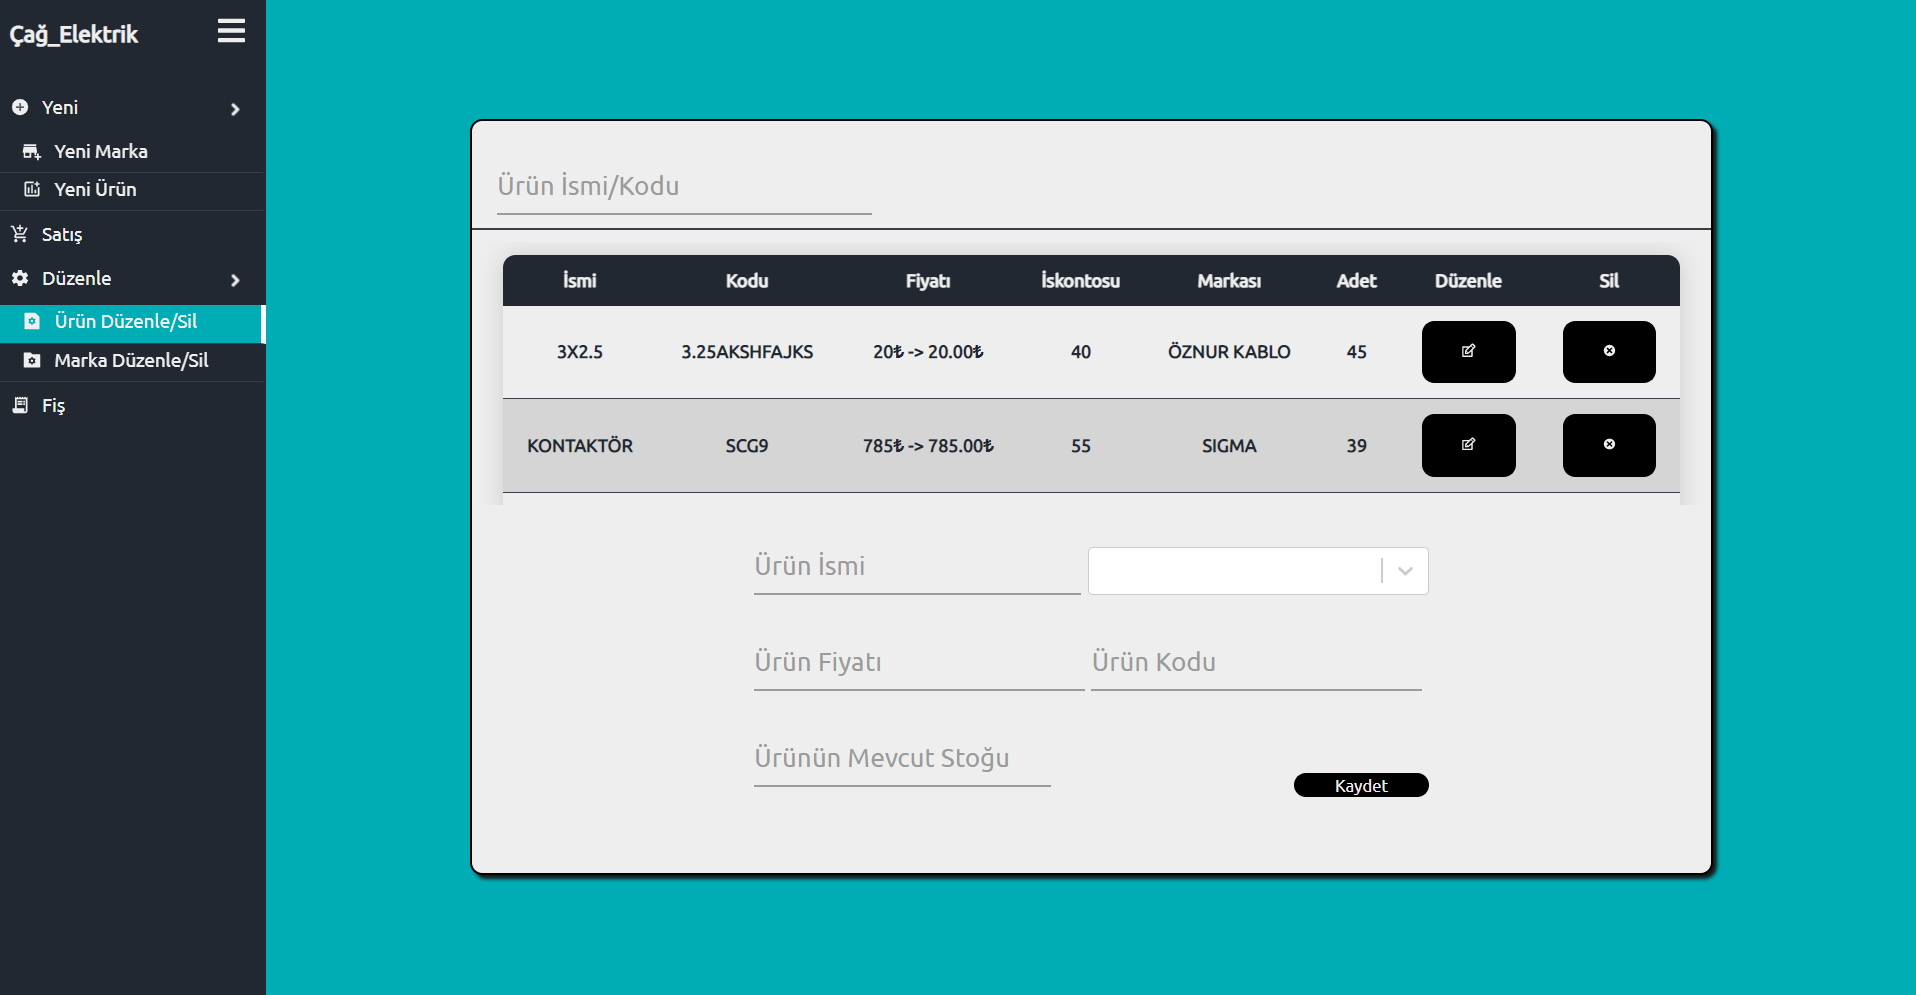 Çağ_Elektrik
Yeni
Yeni Marka
Yeni Ürün
Satış
Düzenle
Ürün Düzenle/Sil
Marka Düzenle/Sil
Fiş
Ürün İsmi/Kodu
İsmi Kodu Fiyatı İskontosu Markası Adet Düzenle Sil
3X2.5 3.25AKSHFAJKS 20₺ -> 20.00₺ 40 ÖZNUR KABLO 45
KONTAKTÖR SCG9 785₺ -> 785.00₺ 55 SIGMA 39
Ürün İsmi
Ürün Fiyatı Ürün Kodu
Ürünün Mevcut Stoğu
Kaydet